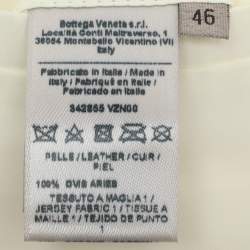 Bottega Veneta s.r.l.
Località Conti Maltraverso, 1
36054 Montebello Vicentino (VI)
Italy
46
Fabbricato in Italia / Made in
Italy / Fabriqué en Italie /
Fabricado en Italia
342865 VZN00
PELLE/LEATHER/CUIR/
PIEL
100% OVIS ARIES
TESSUTO A MAGLIA 1 /
JERSEY FABRIC 1 / TISSUE A
MAILLE 1 / TEJIDO DE PUNTO
1